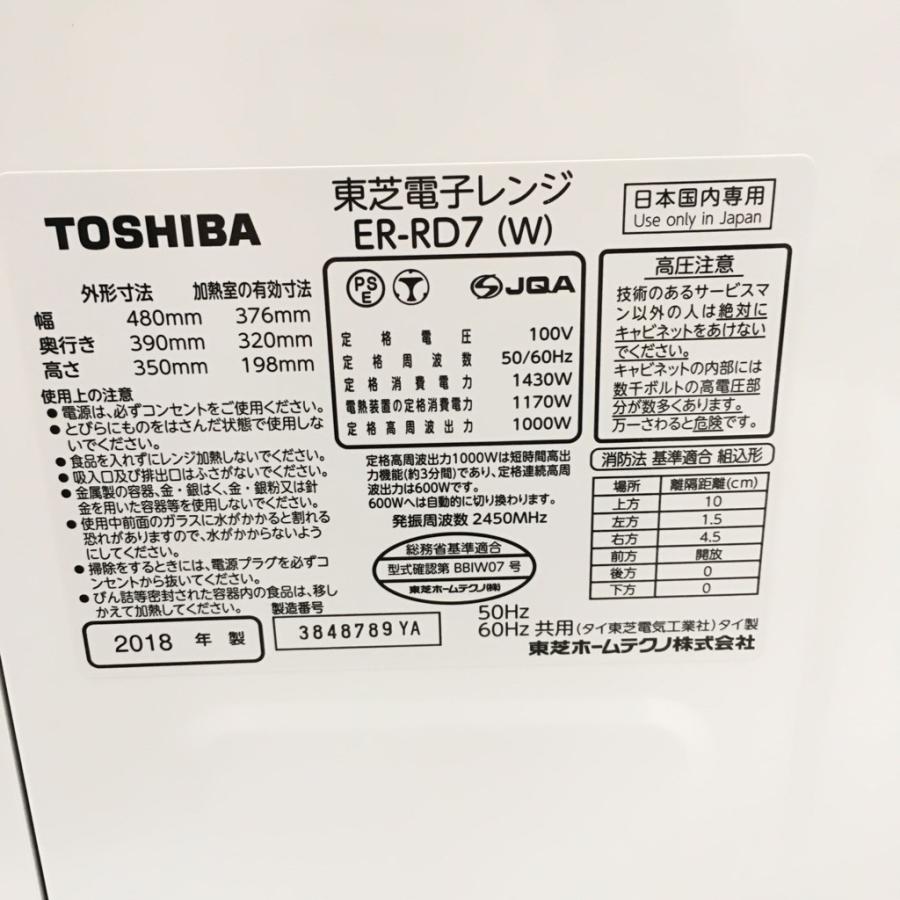 TOSHIBA
東芝電子レンジ
ER-RD7 (W)
日本国内専用
Use only in Japan
外形寸法 加熱室の有効寸法
幅 480mm 376mm
奥行き 390mm 320mm
高さ 350mm 198mm
使用上の注意
● 電源は、必ずコンセントをご使用ください。
● とびらにものをはさんだ状態で使用しな
いでください。
● 食品を入れずにレンジ加熱しないでください。
● 吸入口及び排出口はふさがないでください。
● 金属製の容器、金・銀はく、金・銀粉又は針
金を用いた容器等を使用しないでください。
● 使用中前面のガラスに水がかかると割れる
恐れがありますので、水がかからないよう
にしてください。
● 掃除をするときには、電源プラグを必ずコ
ンセントから抜いてください。
● びん詰等密封された容器内の食品は、移し
かえて加熱してください。
2018 年 製
製造番号
3848789 YA
PS
E
JQA
定格電圧 100V
定格周波数 50/60Hz
定格消費電力 1430W
電熱装置の定格消費電力 1170W
定格高周波出力 1000W
定格高周波出力1000Wは短時間高出
力機能(約3分間)であり、定格連続高周
波出力は600Wです。
600Wへは自動的に切り換わります。
発振周波数 2450MHz
総務省基準適合
型式確認第 BBIW07 号
東芝ホームテクノ(株)
高圧注意
技術のあるサービスマ
ン以外の人は絶対に
キャビネットをあけない
でください。
キャビネットの内部には
数千ボルトの高電圧部
分が数多くあります。
万一さわると危険です。
消防法 基準適合 組込形
場所 離隔距離(cm)
上方 10
左方 1.5
右方 4.5
前方 開放
後方 0
下方 0
50Hz
60Hz 共用 (タイ東芝電気工業社) タイ製
東芝ホームテクノ株式会社